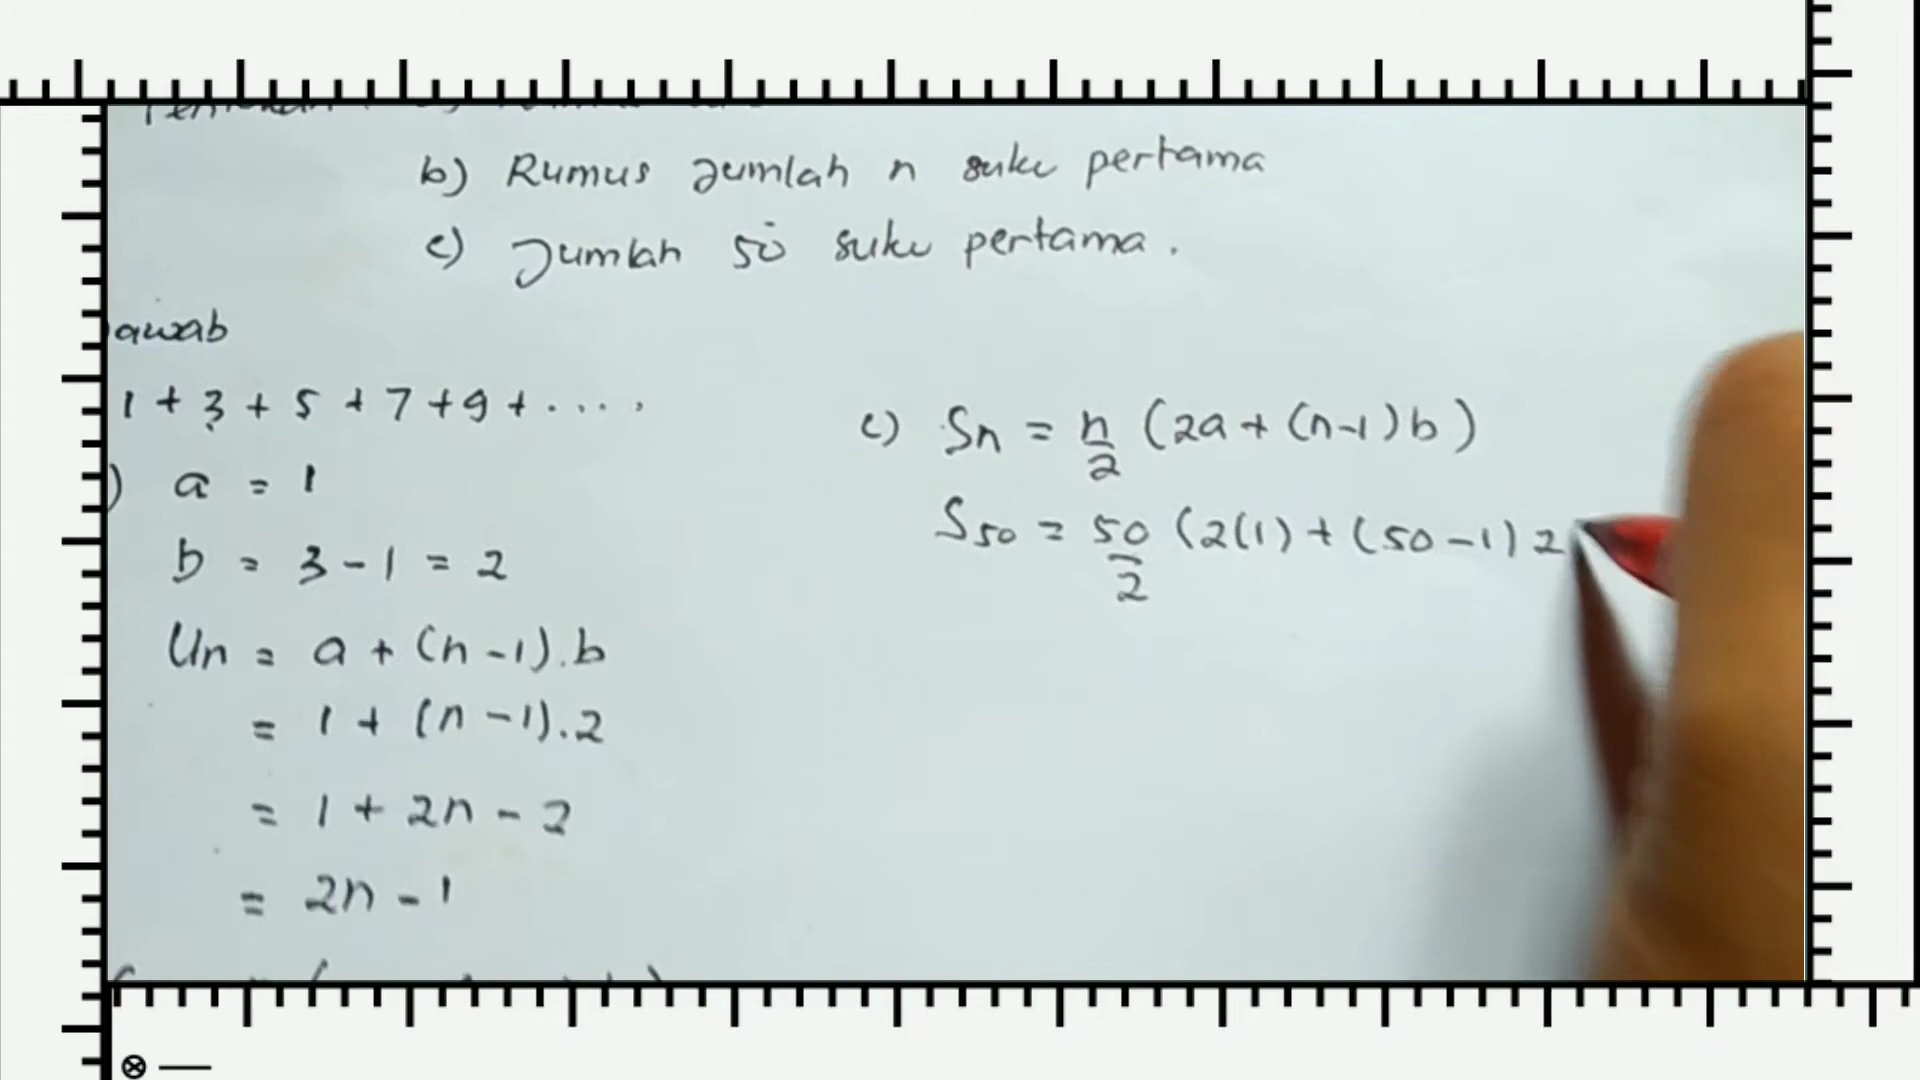 b) Rumus Jumlah n suku pertama
c) Jumlah 50 suku pertama.
awab
1 + 3 + 5 + 7 + 9 + ....
) a = 1
b = 3 - 1 = 2
Un = a + (n - 1).b
= 1 + (n - 1).2
= 1 + 2n - 2
= 2n - 1
c) Sn = n/2 (2a + (n-1)b)
S50 = 50/2 (2(1) + (50-1)2